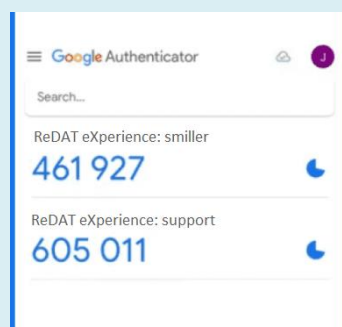 Google Authenticator
J
Search...
ReDAT eXperience: smiller
461 927
ReDAT eXperience: support
605 011